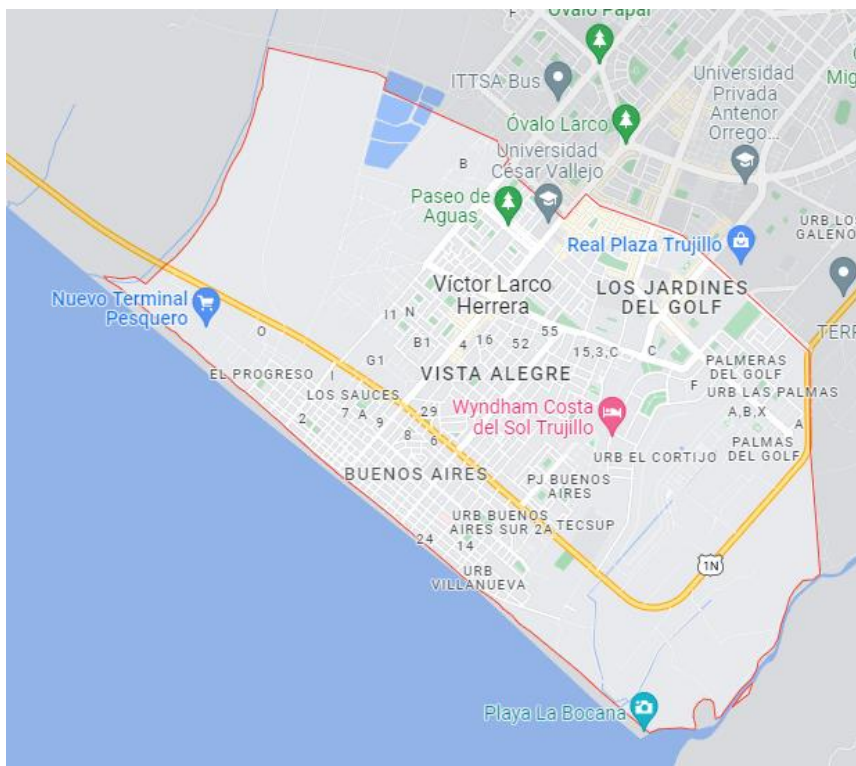 F
Óvalo Papal
ITTSA Bus
Universidad
Privada
Antenor
Orrego...
Mig
Óvalo Larco
Universidad
César Vallejo
B
Paseo de
Aguas
Real Plaza Trujillo
URB LOS
GALENO
Nuevo Terminal
Pesquero
Víctor Larco
Herrera
LOS JARDINES
DEL GOLF
I1
N
O
B1
4
16
52
55
15,3,C
C
TERR
G1
EL PROGRESO
I
VISTA ALEGRE
F
PALMERAS
DEL GOLF
URB LAS PALMAS
A,B,X
A
LOS SAUCES
2
7
A
9
29
8
6
Wyndham Costa
del Sol Trujillo
PALMAS
DEL GOLF
URB EL CORTIJO
BUENOS AIRES
PJ BUENOS
AIRES
URB BUENOS
AIRES SUR 2A
TECSUP
24
14
URB
VILLANUEVA
1N
Playa La Bocana